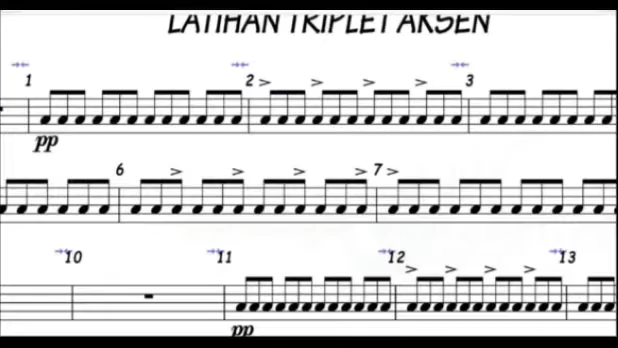 LATIHAN TRIPLET AKSEN
1 2 3
pp
6 7
10 11 12 13
pp